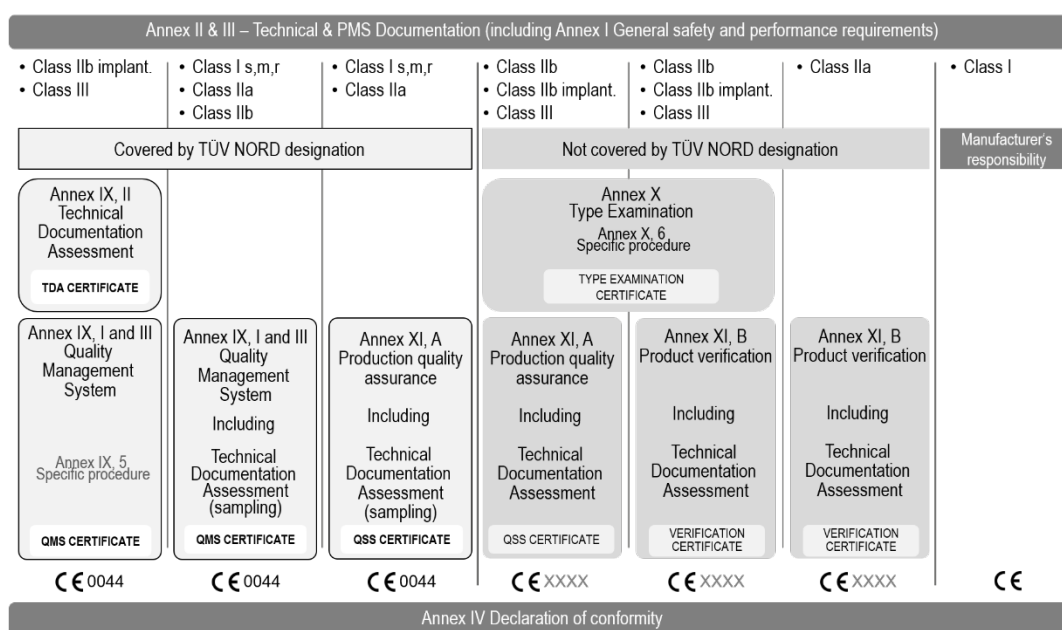 Annex II & III – Technical & PMS Documentation (including Annex I General safety and performance requirements)
• Class IIb implant.
• Class III
• Class I s,m,r
• Class IIa
• Class IIb
• Class I s,m,r
• Class IIa
• Class IIb
• Class IIb implant.
• Class III
• Class IIb
• Class IIb implant.
• Class III
• Class IIa
• Class I
Covered by TÜV NORD designation
Not covered by TÜV NORD designation
Manufacturer's
responsibility
Annex IX, II
Technical
Documentation
Assessment
TDA CERTIFICATE
Annex X
Type Examination
Annex X, 6
Specific procedure
TYPE EXAMINATION
CERTIFICATE
Annex IX, I and III
Quality
Management
System
Annex IX, 5
Specific procedure
QMS CERTIFICATE
Annex IX, I and III
Quality
Management
System
Including
Technical
Documentation
Assessment
(sampling)
QMS CERTIFICATE
Annex XI, A
Production quality
assurance
Including
Technical
Documentation
Assessment
(sampling)
QSS CERTIFICATE
Annex XI, A
Production quality
assurance
Including
Technical
Documentation
Assessment
QSS CERTIFICATE
Annex XI, B
Product verification
Including
Technical
Documentation
Assessment
VERIFICATION
CERTIFICATE
Annex XI, B
Product verification
Including
Technical
Documentation
Assessment
VERIFICATION
CERTIFICATE
CE 0044
CE 0044
CE 0044
CE XXXX
CE XXXX
CE XXXX
CE
Annex IV Declaration of conformity